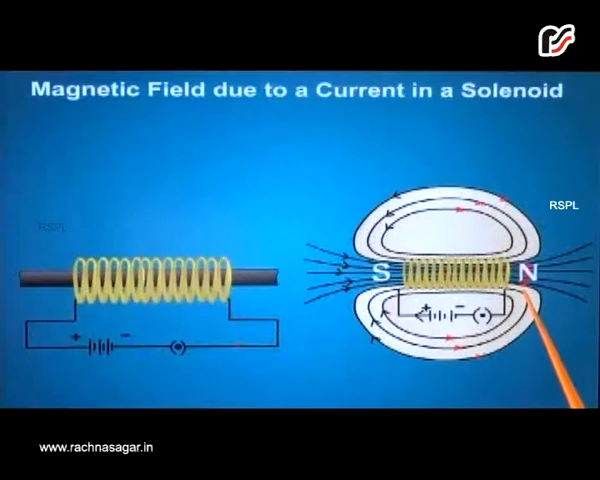 Magnetic Field due to a Current in a Solenoid
RSPL
RSPL
S N
+ −
+ −
www.rachnasagar.in